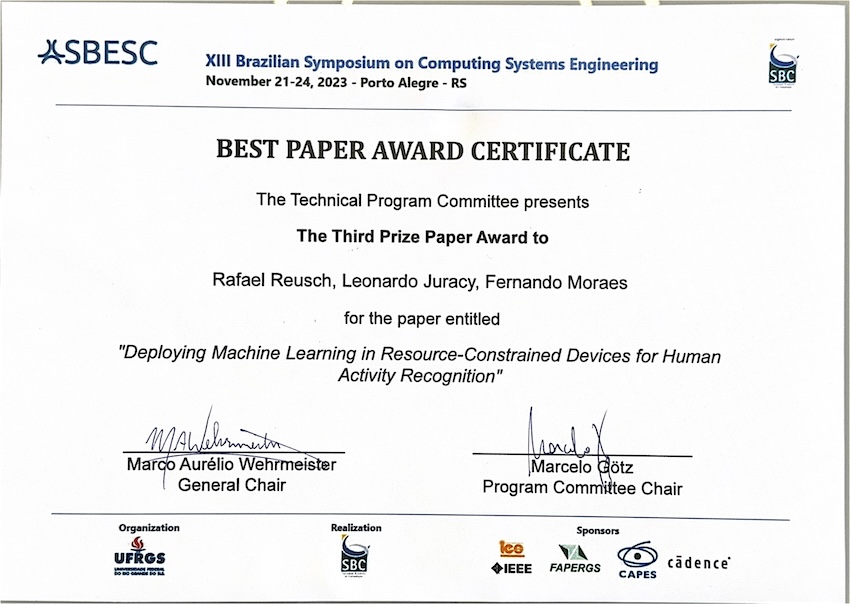 SBESC
XIII Brazilian Symposium on Computing Systems Engineering
November 21-24, 2023 - Porto Alegre - RS
SBC
BEST PAPER AWARD CERTIFICATE
The Technical Program Committee presents
The Third Prize Paper Award to
Rafael Reusch, Leonardo Juracy, Fernando Moraes
for the paper entitled
"Deploying Machine Learning in Resource-Constrained Devices for Human
Activity Recognition"
Marco Aurélio Wehrmeister
General Chair
Marcelo Götz
Program Committee Chair
Organization
UFRGS
UNIVERSIDADE FEDERAL
DO RIO GRANDE DO SUL
Realization
SBC
Sponsors
IEEE
FAPERGS
CAPES
cādence